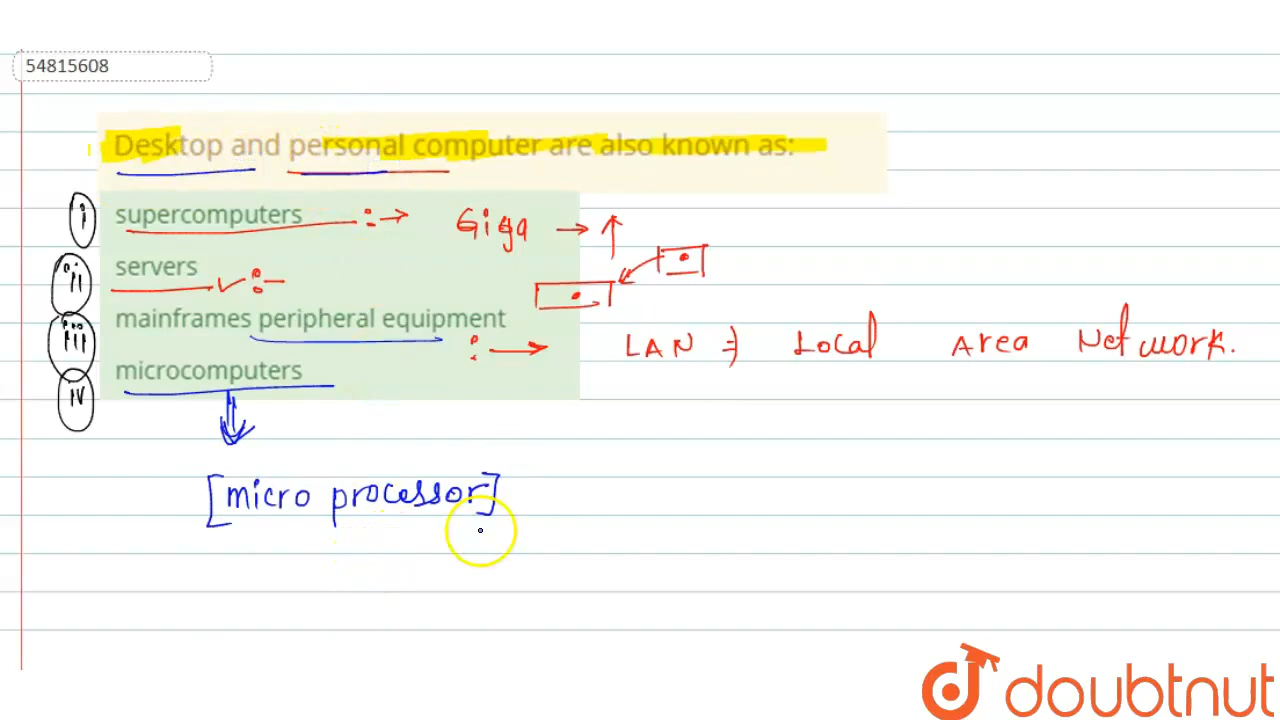 54815608
Desktop and personal computer are also known as:
i supercomputers :→ Giga → ↑
ii servers ✓ :-
iii mainframes peripheral equipment :→ LAN ⇒ Local Area Network.
iv microcomputers
[micro processor]
doubtnut